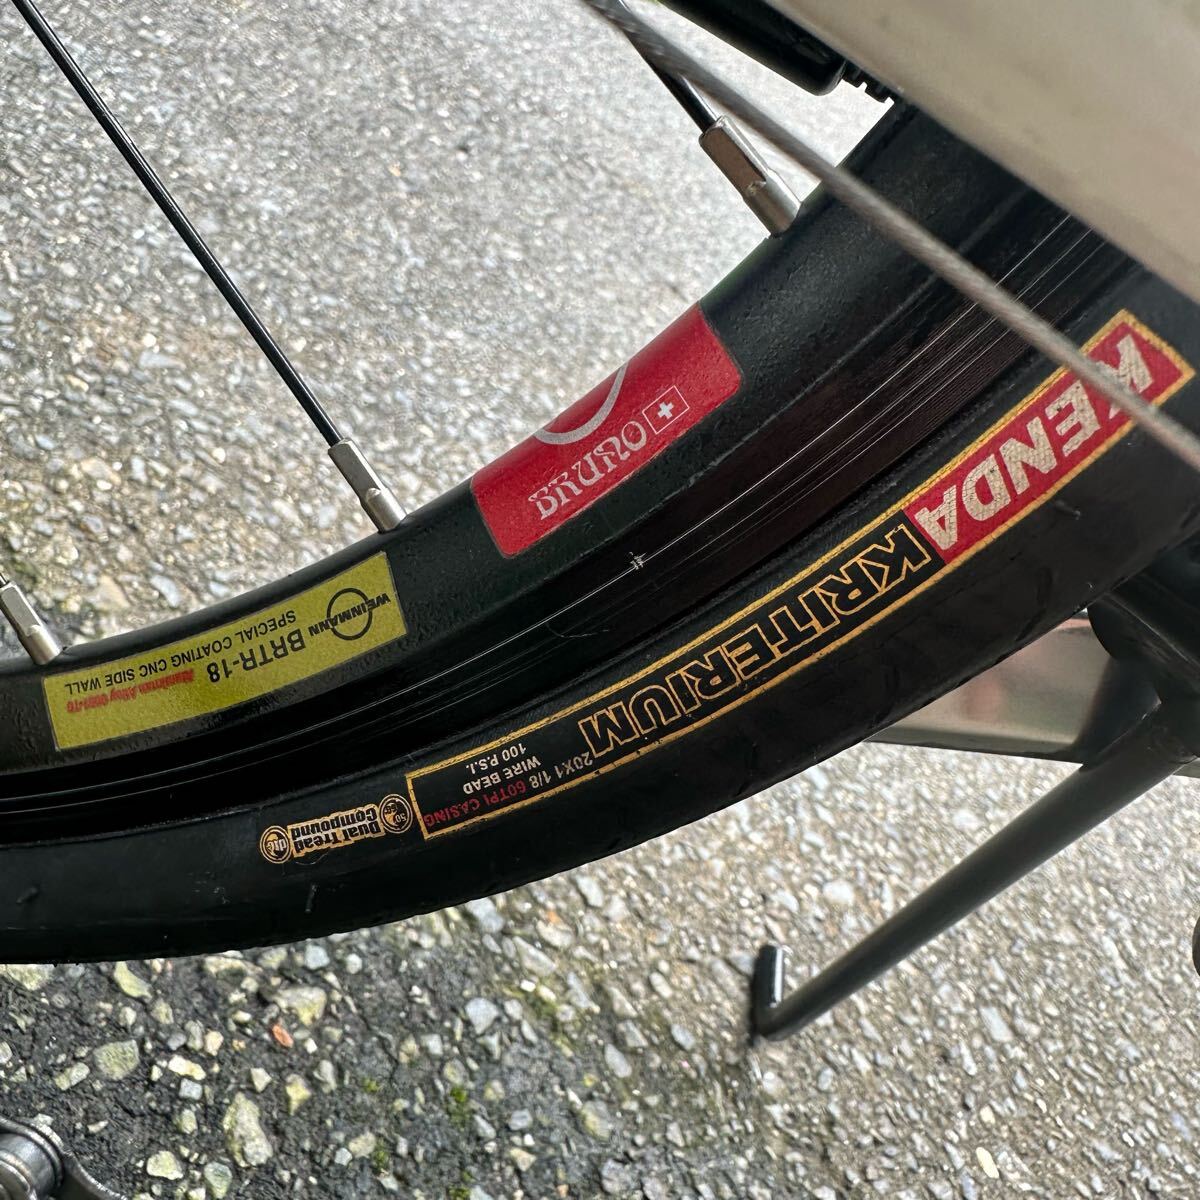 BRUNO
WEINMANN BRTR-18
SPECIAL COATING CNC SIDE WALL
KENDA KRITERIUM
20X1 1/8 60TPI CASING
WIRE BEAD
100 P.S.I.
Dual Tread
Compound